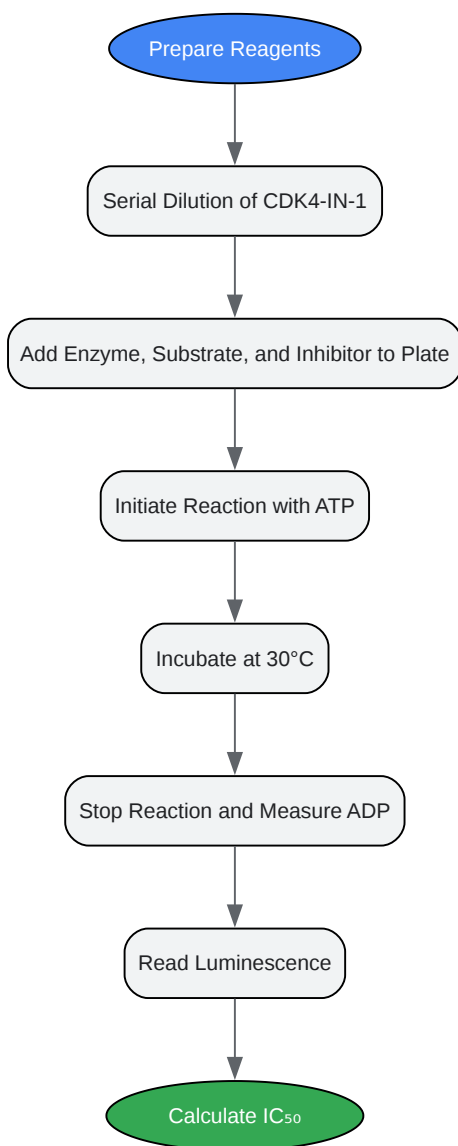 Prepare Reagents
Serial Dilution of CDK4-IN-1
Add Enzyme, Substrate, and Inhibitor to Plate
Initiate Reaction with ATP
Incubate at 30°C
Stop Reaction and Measure ADP
Read Luminescence
Calculate IC₅₀